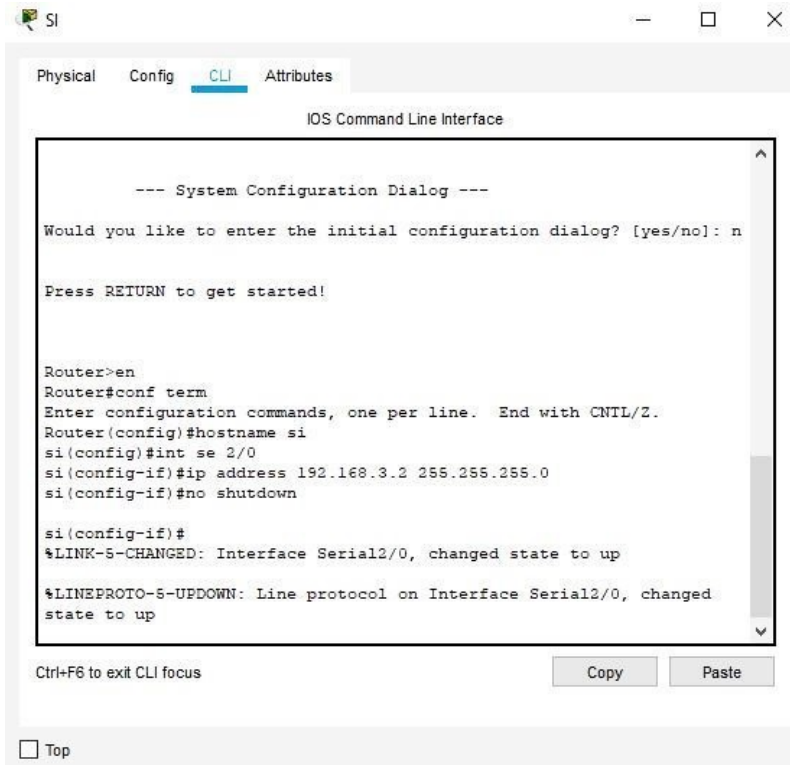 SI
Physical Config CLI Attributes
IOS Command Line Interface
--- System Configuration Dialog ---
Would you like to enter the initial configuration dialog? [yes/no]: n
Press RETURN to get started!
Router>en
Router#conf term
Enter configuration commands, one per line.  End with CNTL/Z.
Router(config)#hostname si
si(config)#int se 2/0
si(config-if)#ip address 192.168.3.2 255.255.255.0
si(config-if)#no shutdown
si(config-if)#
%LINK-5-CHANGED: Interface Serial2/0, changed state to up
%LINEPROTO-5-UPDOWN: Line protocol on Interface Serial2/0, changed
state to up
Ctrl+F6 to exit CLI focus
Copy Paste
Top